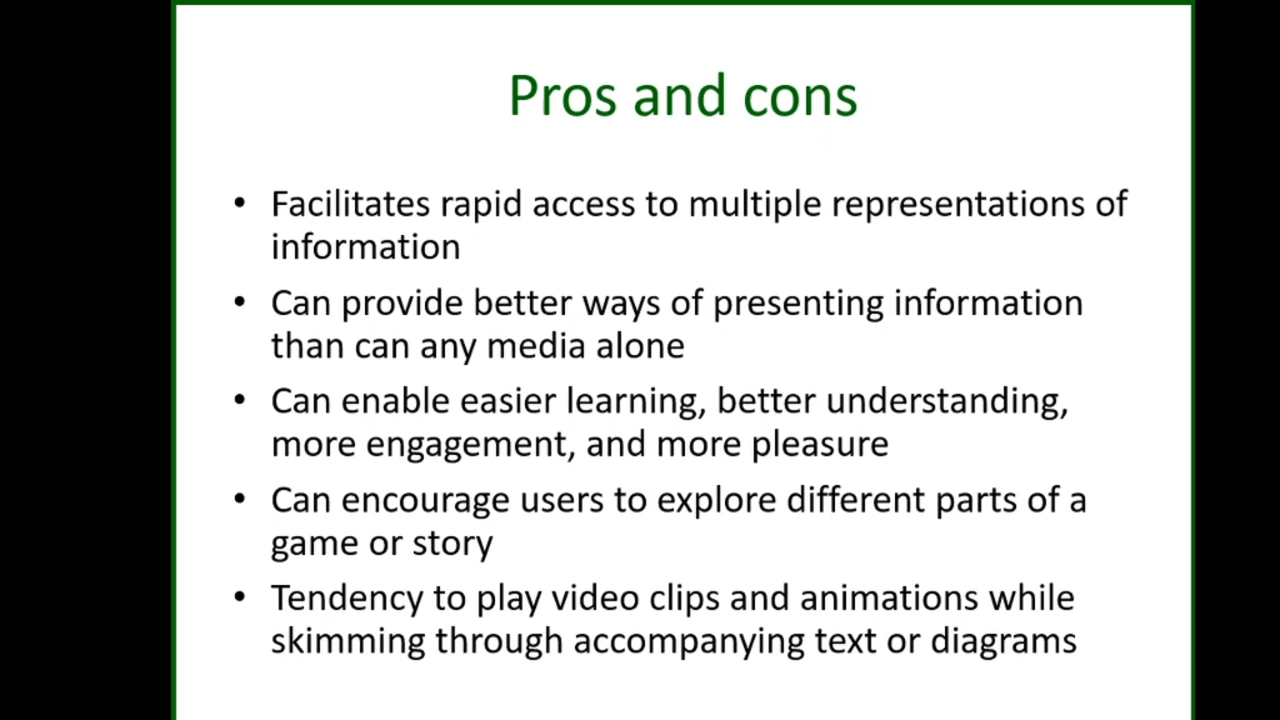 Pros and cons
• Facilitates rapid access to multiple representations of
information
• Can provide better ways of presenting information
than can any media alone
• Can enable easier learning, better understanding,
more engagement, and more pleasure
• Can encourage users to explore different parts of a
game or story
• Tendency to play video clips and animations while
skimming through accompanying text or diagrams